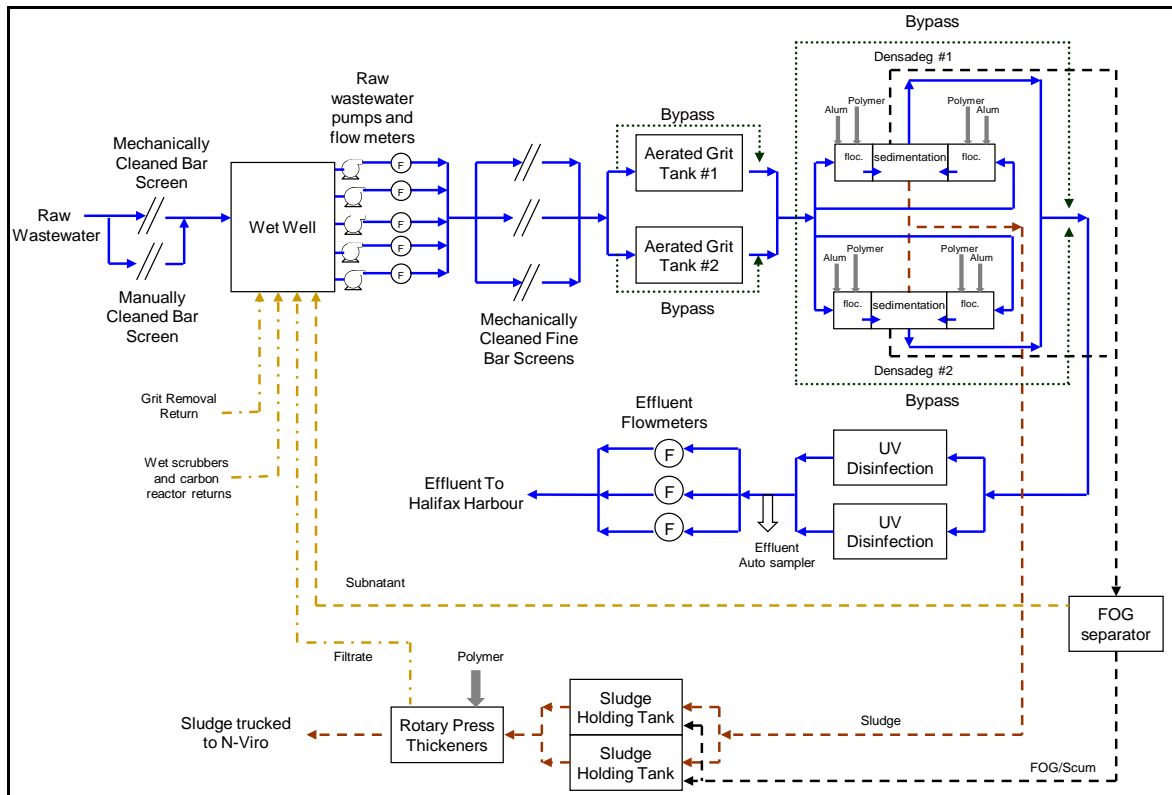 Bypass
Densadeg #1
Raw
wastewater
pumps and
flow meters
Polymer
Alum
Polymer
Alum
Mechanically
Cleaned Bar
Screen
Bypass
Aerated Grit
Tank #1
floc.
sedimentation
floc.
F
F
F
F
F
Raw
Wastewater
Wet Well
Aerated Grit
Tank #2
Polymer
Alum
Polymer
Alum
Manually
Cleaned Bar
Screen
Bypass
floc.
sedimentation
floc.
Mechanically
Cleaned Fine
Bar Screens
Densadeg #2
Bypass
Grit Removal
Return
Effluent
Flowmeters
Wet scrubbers
and carbon
reactor returns
F
F
F
UV
Disinfection
UV
Disinfection
Effluent To
Halifax Harbour
Effluent
Auto sampler
Subnatant
FOG
separator
Filtrate
Polymer
Sludge trucked
to N-Viro
Rotary Press
Thickeners
Sludge
Holding Tank
Sludge
Holding Tank
Sludge
FOG/Scum